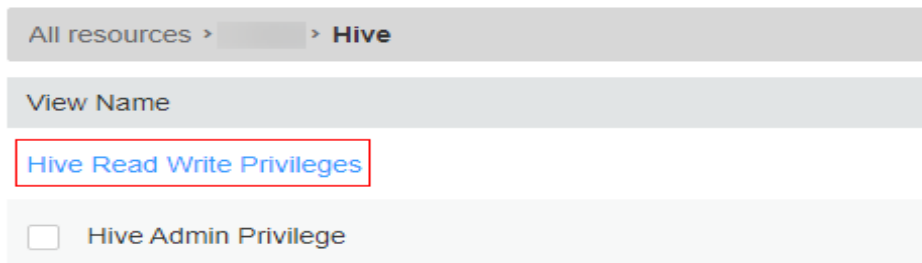 All resources > > Hive
View Name
Hive Read Write Privileges
Hive Admin Privilege